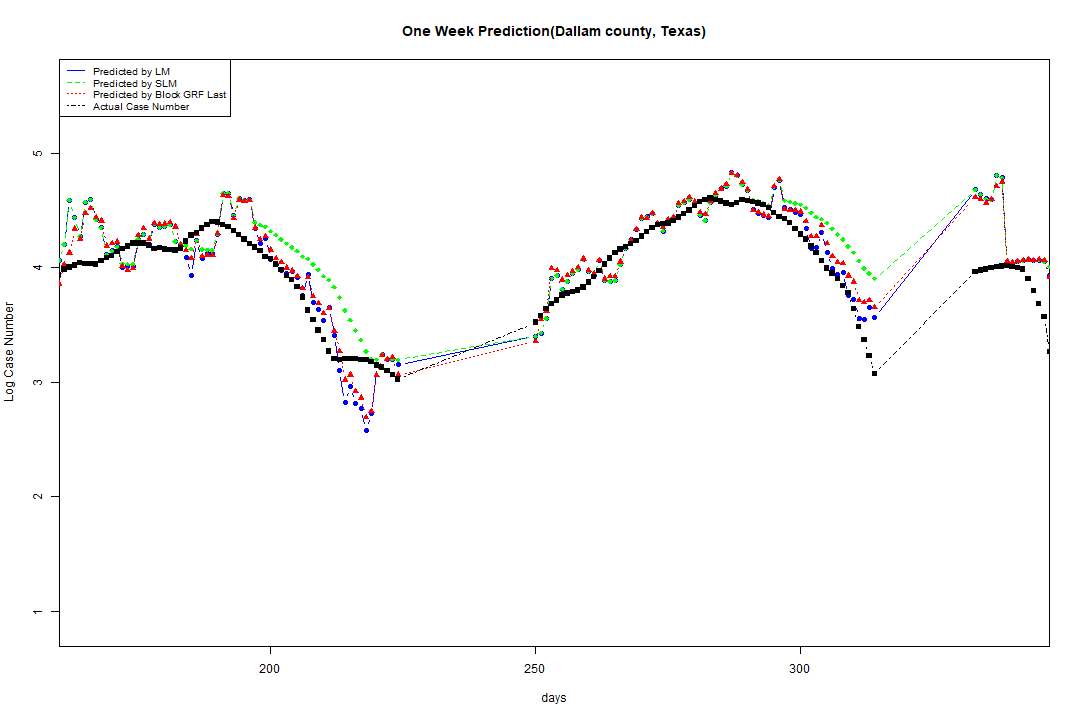 One Week Prediction(Dallam county, Texas)
Predicted by LM
Predicted by SLM
Predicted by Block GRF Last
Actual Case Number
5
4
3
2
1
Log Case Number
200
250
300
days